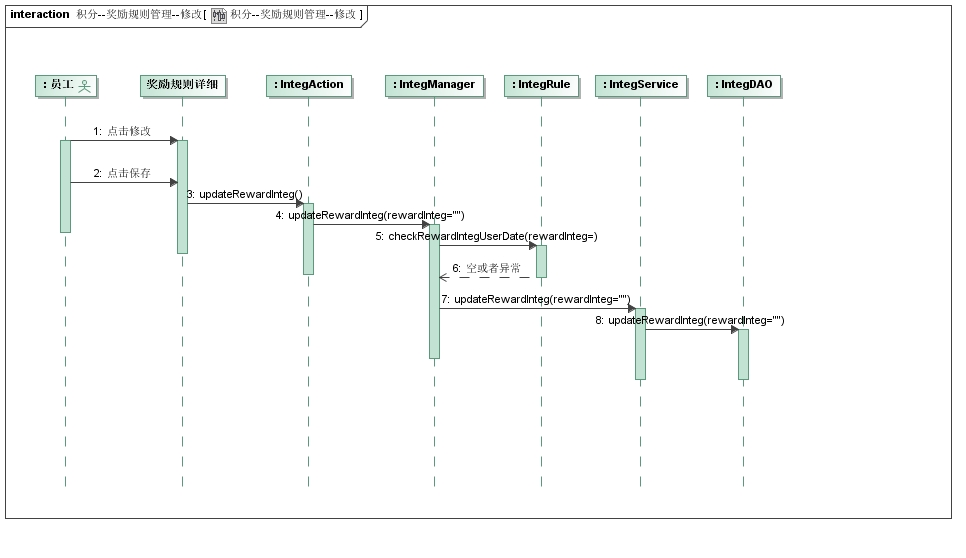 interaction 积分--奖励规则管理--修改[ 积分--奖励规则管理--修改 ]
: 员工
奖励规则详细
: IntegAction
: IntegManager
: IntegRule
: IntegService
: IntegDAO
1: 点击修改
2: 点击保存
3: updateRewardInteg()
4: updateRewardInteg(rewardInteg="")
5: checkRewardIntegUserDate(rewardInteg=)
6: 空或者异常
7: updateRewardInteg(rewardInteg="")
8: updateRewardInteg(rewardInteg="")